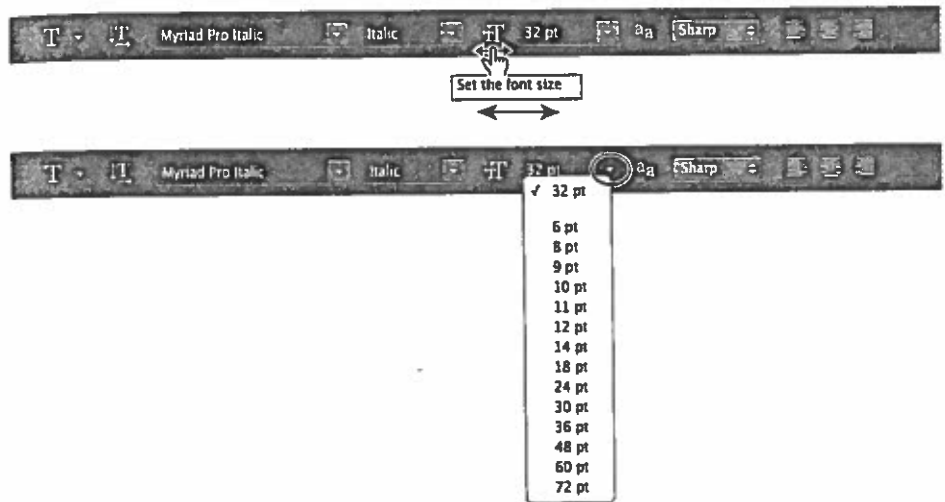 T T Myriad Pro Italic Italic T 32 pt aa Sharp
Set the font size
T T Myriad Pro Italic Italic T 32 pt aa Sharp
✓ 32 pt
6 pt
8 pt
9 pt
10 pt
11 pt
12 pt
14 pt
18 pt
24 pt
30 pt
36 pt
48 pt
60 pt
72 pt